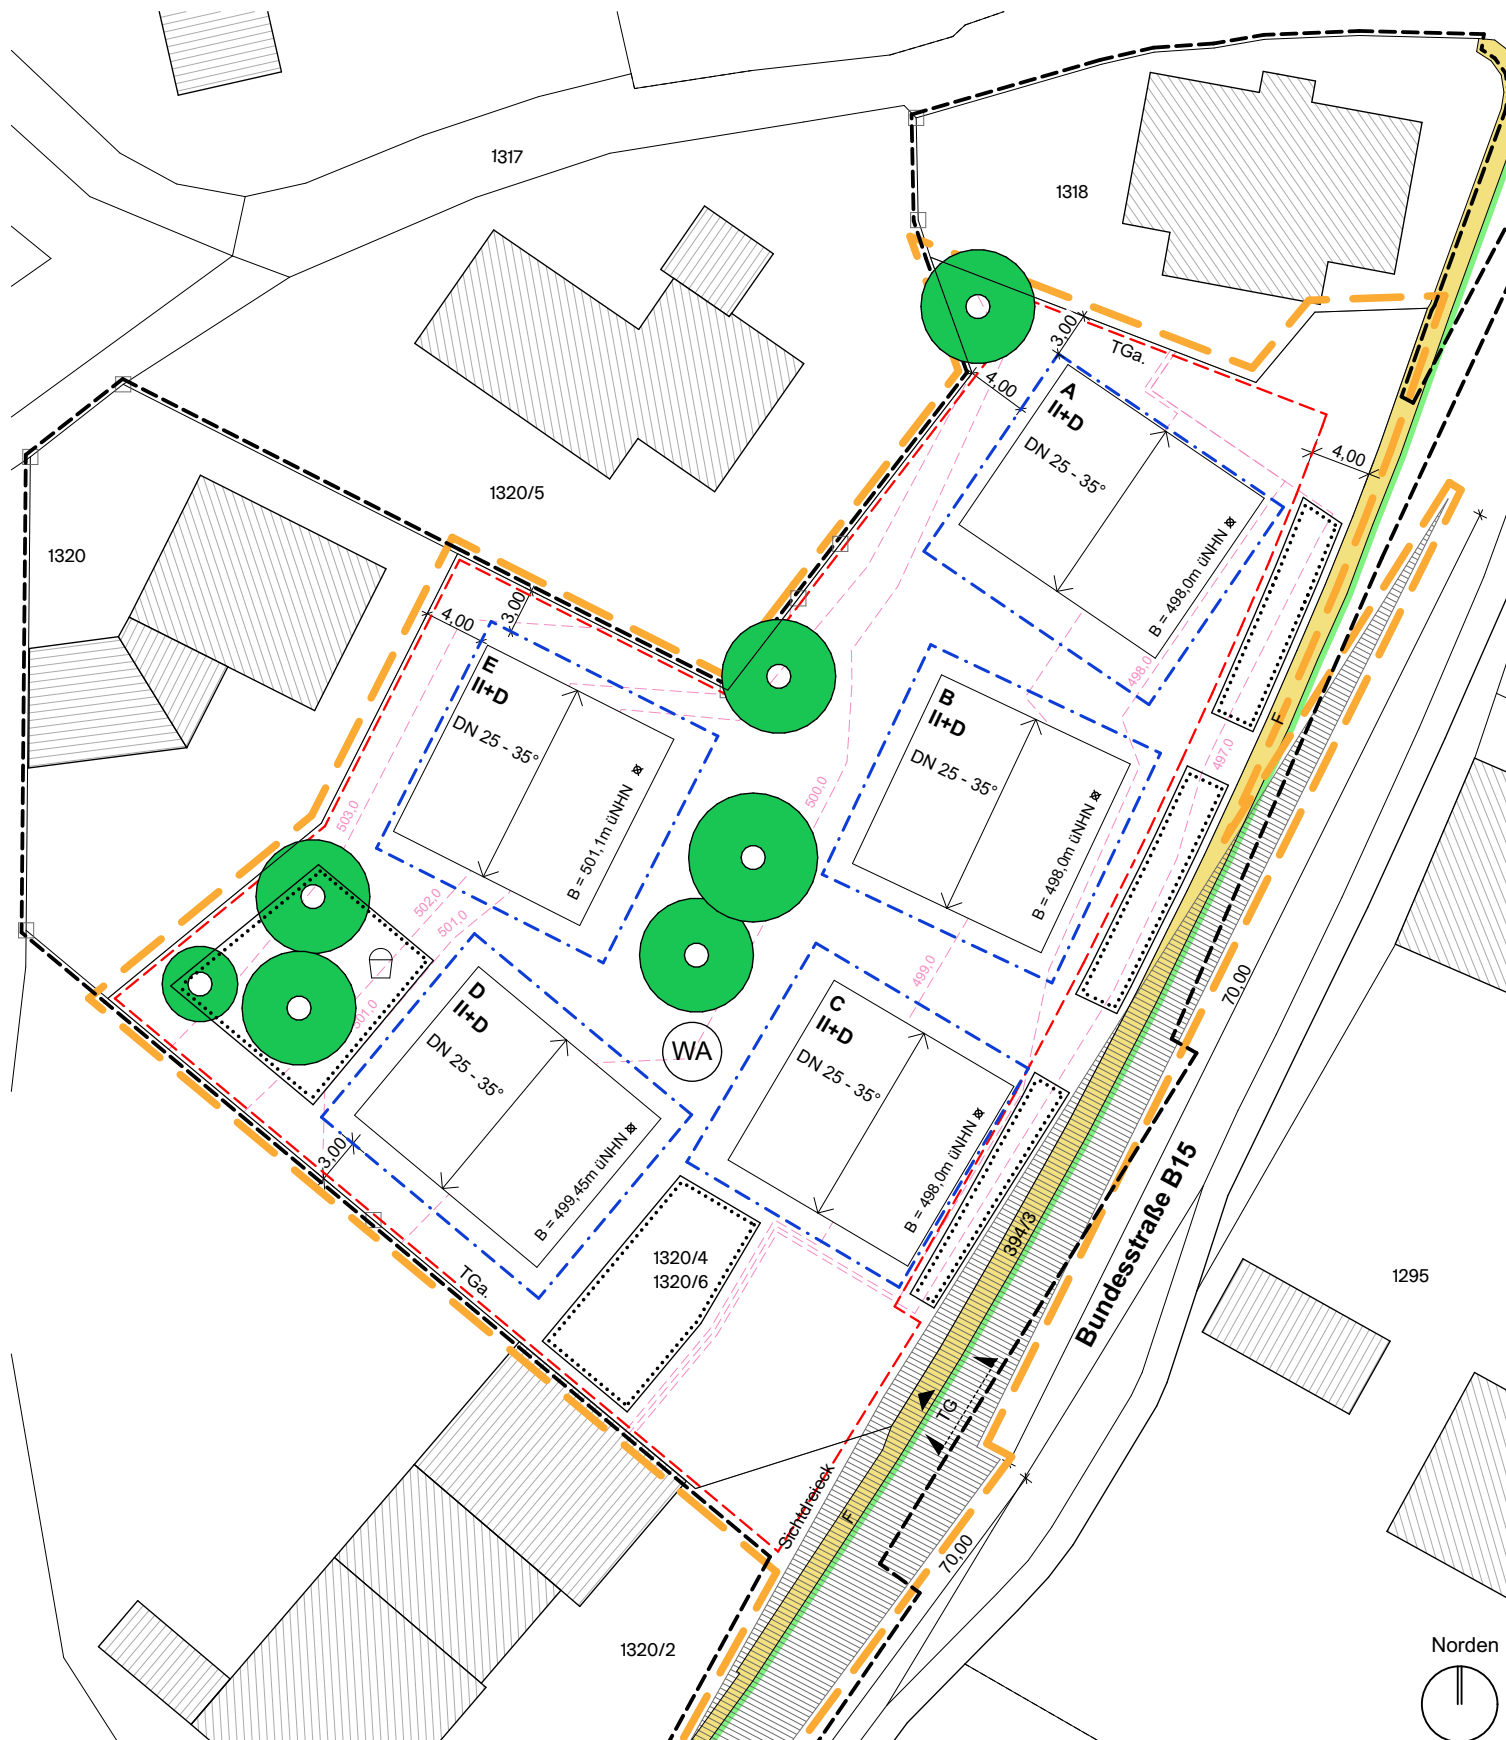 1317
1318
3,00
TGa.
4,00
A
II+D
DN 25 - 35°
B = 498,0m üNHN
4,00
1320/5
1320
4,00
3,00
E
II+D
DN 25 - 35°
B = 501,1m üNHN
B
II+D
DN 25 - 35°
B = 498,0m üNHN
498.0
497.0
F
500.0
503.0
502.0
501.0
501.0
499.0
70,00
D
II+D
DN 25 - 35°
B = 499,45m üNHN
WA
C
II+D
DN 25 - 35°
B = 498,0m üNHN
3,00
TGa.
1320/4
1320/6
394/3
Bundesstraße B15
1295
TG
Sichtdreieck
F
70,00
1320/2
Norden